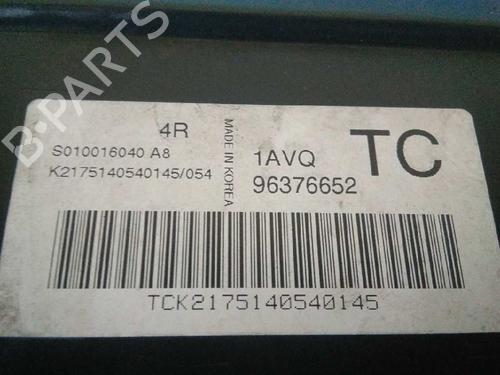 B-PARTS
4R
S010016040 A8
K2175140540145/054
MADE IN KOREA
1AVQ
96376652
TC
TCK2175140540145